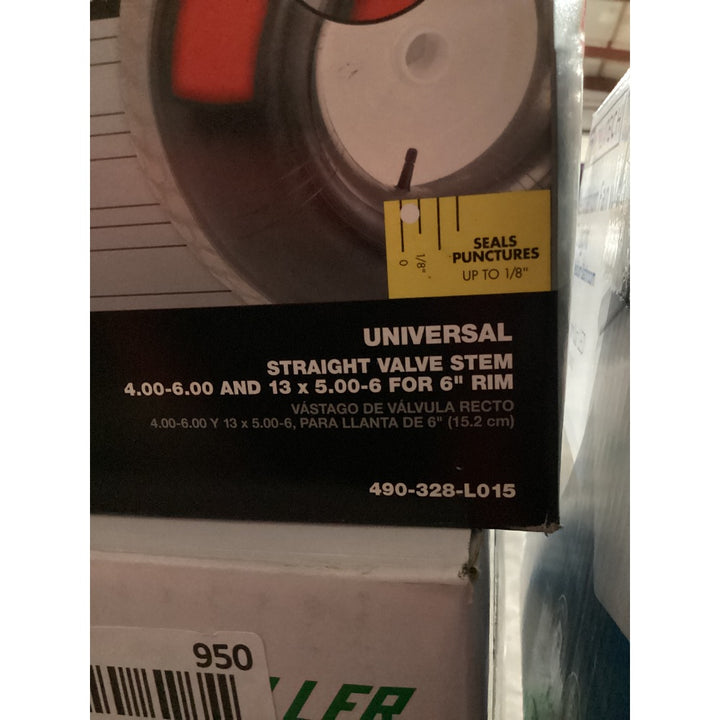 0
1/8"
SEALS
PUNCTURES
UP TO 1/8"
UNIVERSAL
STRAIGHT VALVE STEM
4.00-6.00 AND 13 x 5.00-6 FOR 6" RIM
VÁSTAGO DE VÁLVULA RECTO
4.00-6.00 Y 13 x 5.00-6, PARA LLANTA DE 6" (15.2 cm)
490-328-L015
950
LLER